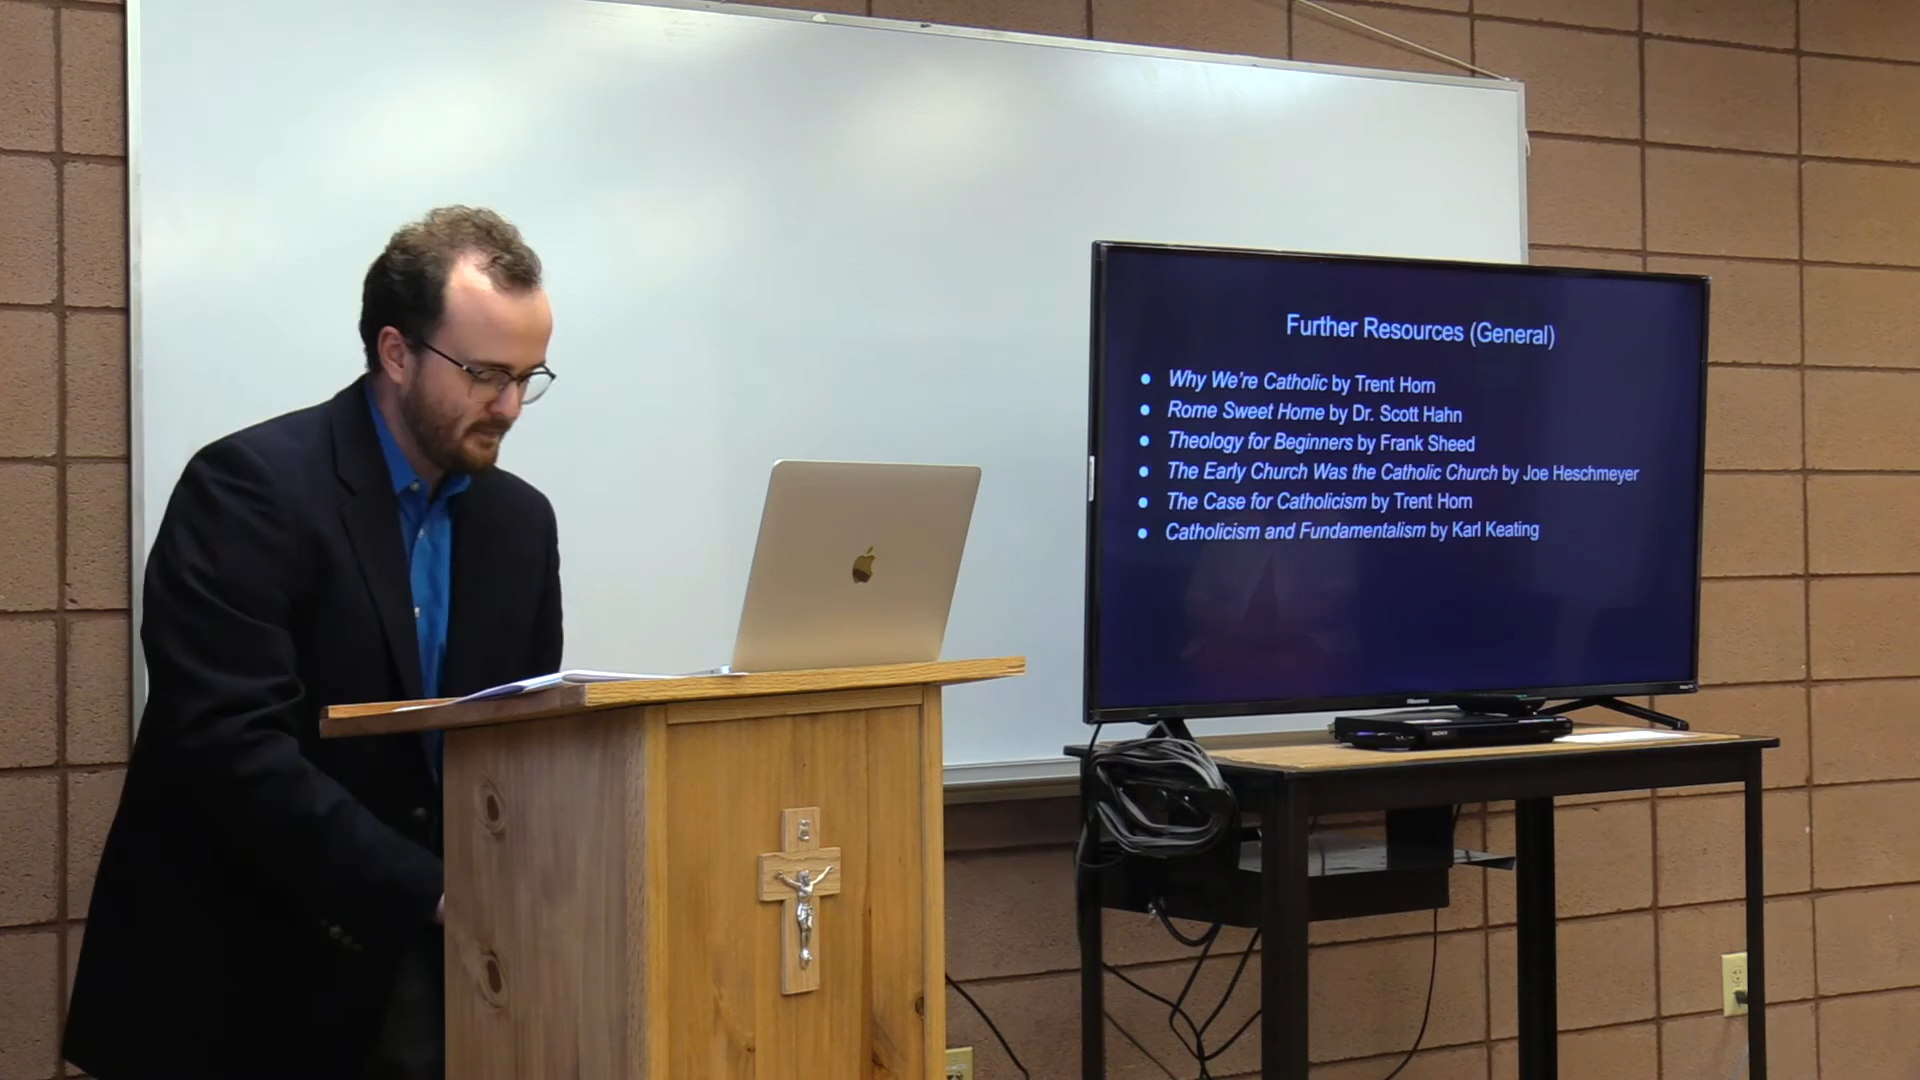 Further Resources (General)
● Why We're Catholic by Trent Horn
● Rome Sweet Home by Dr. Scott Hahn
● Theology for Beginners by Frank Sheed
● The Early Church Was the Catholic Church by Joe Heschmeyer
● The Case for Catholicism by Trent Horn
● Catholicism and Fundamentalism by Karl Keating
Hisense
SONY